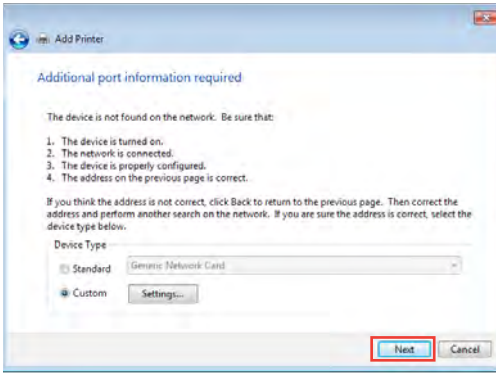 Add Printer
Additional port information required
The device is not found on the network. Be sure that:
1. The device is turned on.
2. The network is connected.
3. The device is properly configured.
4. The address on the previous page is correct.
If you think the address is not correct, click Back to return to the previous page. Then correct the
address and perform another search on the network. If you are sure the address is correct, select the
device type below.
Device Type
Standard Generic Network Card
Custom Settings...
Next Cancel